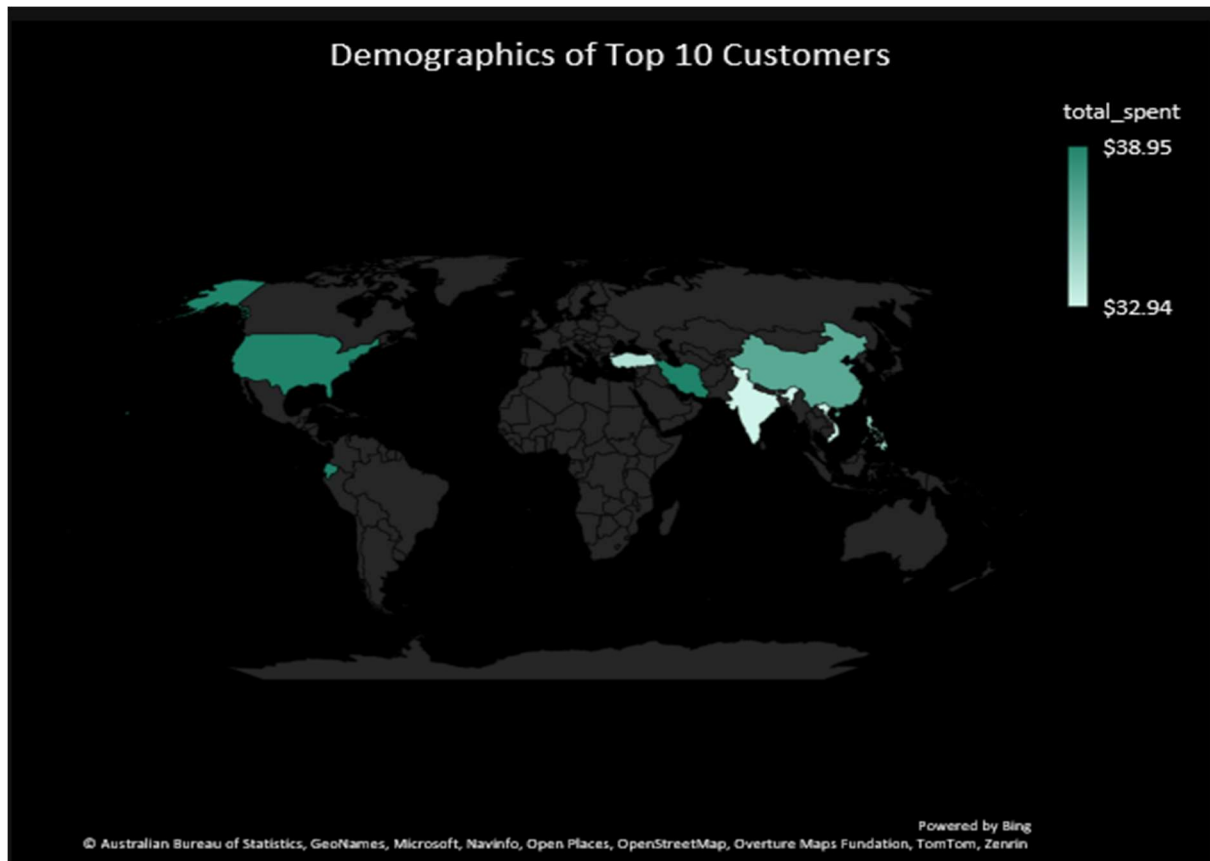 Demographics of Top 10 Customers
total_spent
$38.95
$32.94
Powered by Bing
© Australian Bureau of Statistics, GeoNames, Microsoft, Navinfo, Open Places, OpenStreetMap, Overture Maps Fundation, TomTom, Zenrin